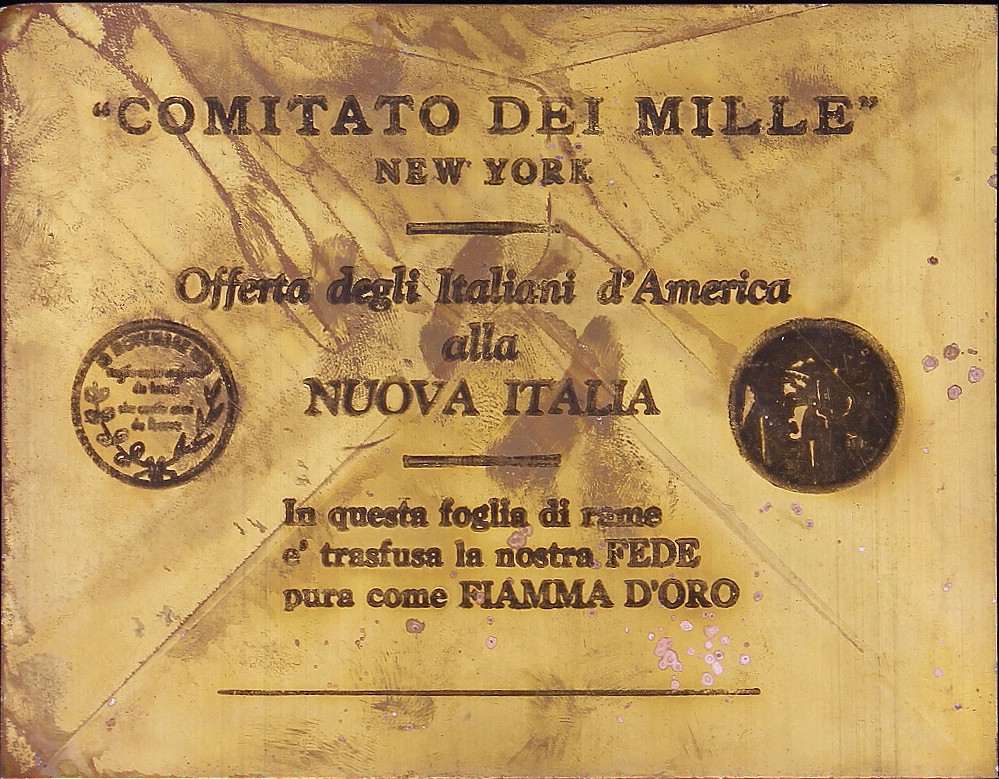 “COMITATO DEI MILLE”
NEW YORK
Offerta degli Italiani d'America
alla
NUOVA ITALIA
In questa foglia di rame
e' trasfusa la nostra FEDE
pura come FIAMMA D'ORO